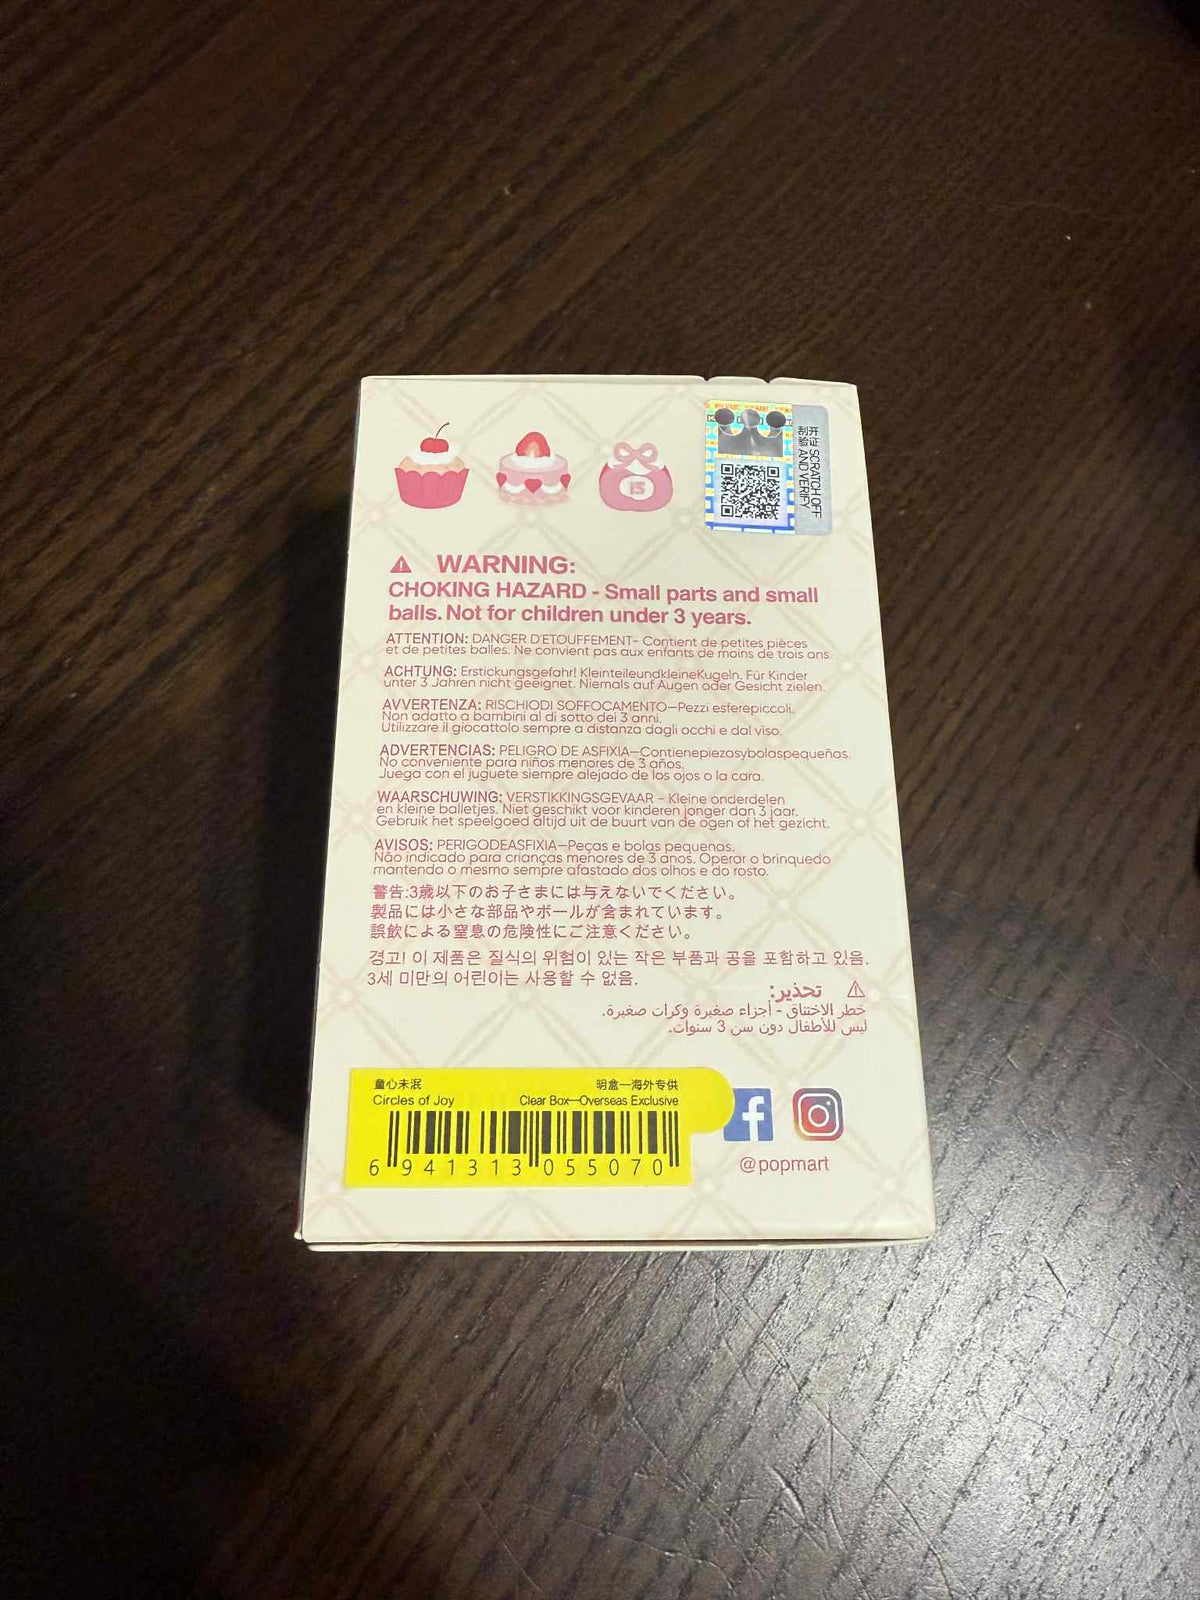 15
开证 SCRATCH OFF
刮验 AND VERIFY
WARNING:
CHOKING HAZARD - Small parts and small
balls. Not for children under 3 years.
ATTENTION: DANGER D'ETOUFFEMENT- Contient de petites pièces
et de petites balles. Ne convient pas aux enfants de moins de trois ans.
ACHTUNG: Erstickungsgefahr! KleinteileundkleineKugeln. Für Kinder
unter 3 Jahren nicht geeignet. Niemals auf Augen oder Gesicht zielen.
AVVERTENZA: RISCHIODI SOFFOCAMENTO—Pezzi esferepiccoli.
Non adatto a bambini al di sotto dei 3 anni.
Utilizzare il giocattolo sempre a distanza dagli occhi e dal viso.
ADVERTENCIAS: PELIGRO DE ASFIXIA—Contienepiezasybolaspequeñas.
No conveniente para niños menores de 3 años.
Juega con el juguete siempre alejado de los ojos o la cara.
WAARSCHUWING: VERSTIKKINGSGEVAAR - Kleine onderdelen
en kleine balletjes. Niet geschikt voor kinderen jonger dan 3 jaar.
Gebruik het speelgoed altijd uit de buurt van de ogen of het gezicht.
AVISOS: PERIGODEASFIXIA—Peças e bolas pequenas.
Não indicado para crianças menores de 3 anos. Operar o brinquedo
mantendo o mesmo sempre afastado dos olhos e do rosto.
警告:3歳以下のお子さまには与えないでください。
製品には小さな部品やボールが含まれています。
誤飲による窒息の危険性にご注意ください。
경고! 이 제품은 질식의 위험이 있는 작은 부품과 공을 포함하고 있음.
3세 미만의 어린이는 사용할 수 없음.
تحذير:
خطر الاختناق - أجزاء صغيرة وكرات صغيرة.
ليس للأطفال دون سن 3 سنوات.
童心未泯 明盒—海外专供
Circles of Joy Clear Box—Overseas Exclusive
6 941313 055070
@popmart